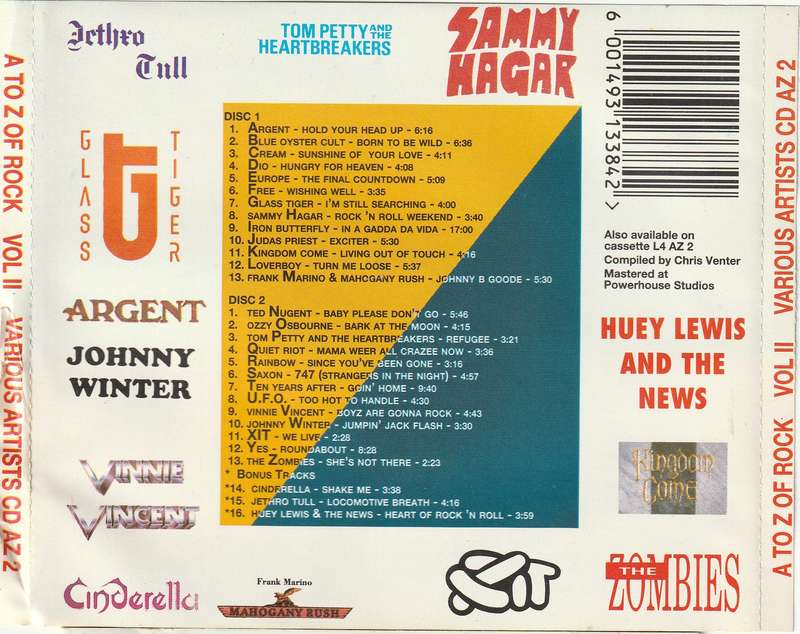 A TO Z OF ROCK VOL II VARIOUS ARTISTS CD AZ 2
Jethro
Tull
TOM PETTY AND THE
HEARTBREAKERS
SAMMY
HAGAR
6 001493 133842 >
GLASS
TIGER
ARGENT
JOHNNY
WINTER
VINNIE
VINCENT
Cinderella
DISC 1
1. ARGENT - HOLD YOUR HEAD UP - 6:16
2. BLUE OYSTER CULT - BORN TO BE WILD - 6:36
3. CREAM - SUNSHINE OF YOUR LOVE - 4:11
4. DIO - HUNGRY FOR HEAVEN - 4:08
5. EUROPE - THE FINAL COUNTDOWN - 5:09
6. FREE - WISHING WELL - 3:35
7. GLASS TIGER - I'M STILL SEARCHING - 4:00
8. SAMMY HAGAR - ROCK 'N ROLL WEEKEND - 3:40
9. IRON BUTTERFLY - IN A GADDA DA VIDA - 17:00
10. JUDAS PRIEST - EXCITER - 5:30
11. KINGDOM COME - LIVING OUT OF TOUCH - 4:16
12. LOVERBOY - TURN ME LOOSE - 5:37
13. FRANK MARINO & MAHOGANY RUSH - JOHNNY B GOODE - 5:30
DISC 2
1. TED NUGENT - BABY PLEASE DON'T GO - 5:46
2. OZZY OSBOURNE - BARK AT THE MOON - 4:15
3. TOM PETTY AND THE HEARTBREAKERS - REFUGEE - 3:21
4. QUIET RIOT - MAMA WEER ALL CRAZEE NOW - 3:36
5. RAINBOW - SINCE YOU'VE BEEN GONE - 3:16
6. SAXON - 747 (STRANGERS IN THE NIGHT) - 4:57
7. TEN YEARS AFTER - GOIN' HOME - 9:40
8. U.F.O. - TOO HOT TO HANDLE - 4:30
9. VINNIE VINCENT - BOYZ ARE GONNA ROCK - 4:43
10. JOHNNY WINTER - JUMPIN' JACK FLASH - 3:30
11. XIT - WE LIVE - 2:28
12. YES - ROUNDABOUT - 8:28
13. THE ZOMBIES - SHE'S NOT THERE - 2:23
* BONUS TRACKS
*14. CINDERELLA - SHAKE ME - 3:38
*15. JETHRO TULL - LOCOMOTIVE BREATH - 4:16
*16. HUEY LEWIS & THE NEWS - HEART OF ROCK 'N ROLL - 3:59
Also available on
cassette L4 AZ 2
Compiled by Chris Venter
Mastered at
Powerhouse Studios
HUEY LEWIS
AND THE
NEWS
Kingdom
Come
Frank Marino
MAHOGANY RUSH
XIT
THE
ZOMBIES
A TO Z OF ROCK VOL II VARIOUS ARTISTS CD AZ 2